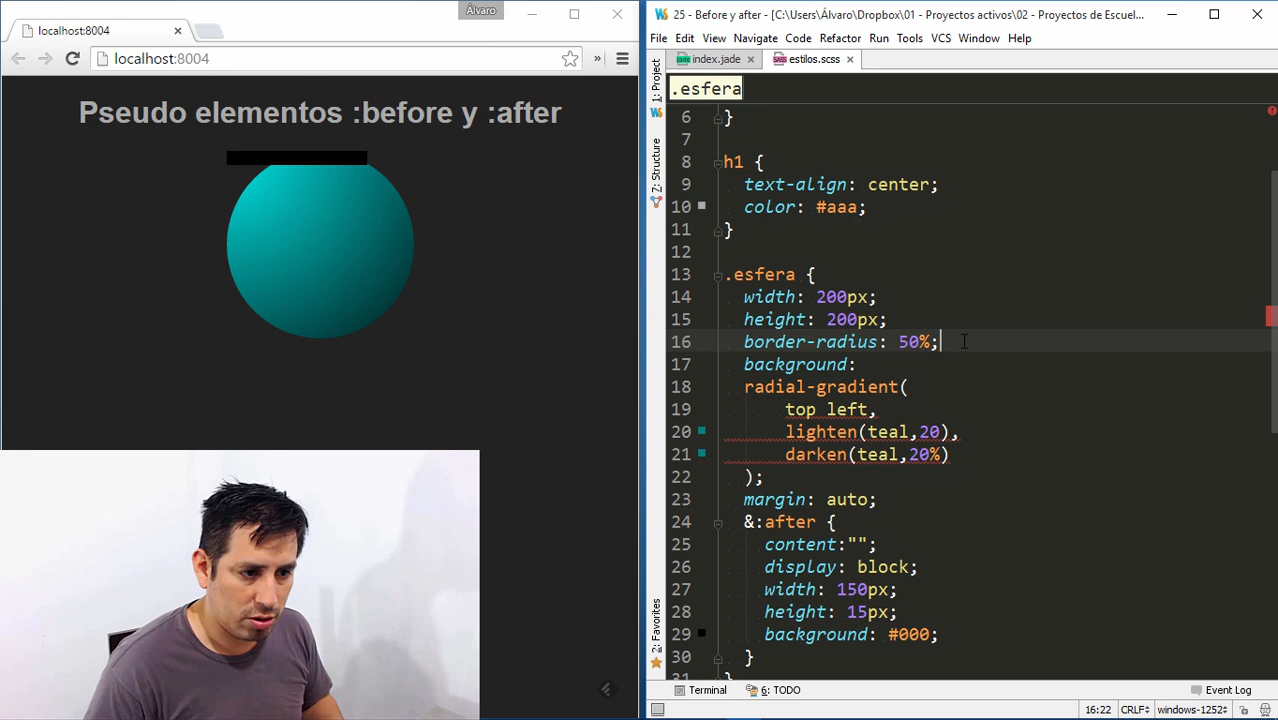 Álvaro
localhost:8004
localhost:8004
Pseudo elementos :before y :after
25 - Before y after - [C:\Users\Álvaro\Dropbox\01 - Proyectos activos\02 - Proyectos de Escuel...
File Edit View Navigate Code Refactor Run Tools VCS Window Help
index.jade
estilos.scss
1: Project
Z: Structure
2: Favorites
.esfera
6 }
7
8 h1 {
9 text-align: center;
10 color: #aaa;
11 }
12
13 .esfera {
14 width: 200px;
15 height: 200px;
16 border-radius: 50%;
17 background:
18 radial-gradient(
19 top left,
20 lighten(teal,20),
21 darken(teal,20%)
22 );
23 margin: auto;
24 &:after {
25 content:"";
26 display: block;
27 width: 150px;
28 height: 15px;
29 background: #000;
30 }
31 }
Terminal
6: TODO
Event Log
16:22 CRLF windows-1252